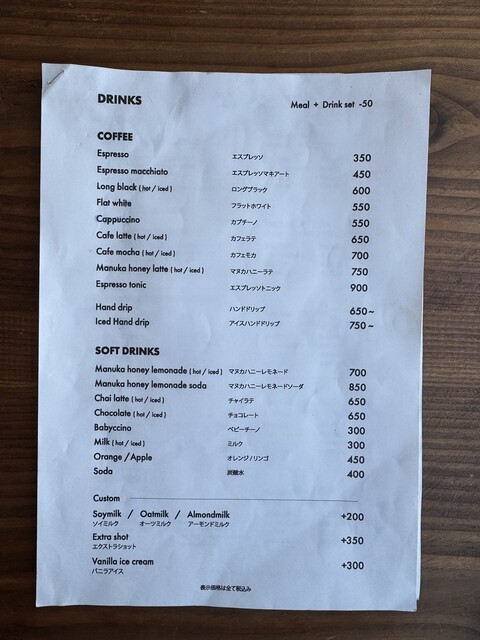 DRINKS Meal + Drink set -50
COFFEE
Espresso エスプレッソ 350
Espresso macchiato エスプレッソマキアート 450
Long black ( hot / iced ) ロングブラック 600
Flat white フラットホワイト 550
Cappuccino カプチーノ 550
Cafe latte ( hot / iced ) カフェラテ 650
Cafe mocha ( hot / iced ) カフェモカ 700
Manuka honey latte ( hot / iced ) マヌカハニーラテ 750
Espresso tonic エスプレッソトニック 900
Hand drip ハンドドリップ 650～
Iced Hand drip アイスハンドドリップ 750～
SOFT DRINKS
Manuka honey lemonade ( hot / iced ) マヌカハニーレモネード 700
Manuka honey lemonade soda マヌカハニーレモネードソーダ 850
Chai latte ( hot / iced ) チャイラテ 650
Chocolate ( hot / iced ) チョコレート 650
Babyccino ベビーチーノ 300
Milk ( hot / iced ) ミルク 300
Orange /Apple オレンジ / リンゴ 450
Soda 炭酸水 400
Custom
Soymilk / Oatmilk / Almondmilk +200
ソイミルク オーツミルク アーモンドミルク
Extra shot +350
エクストラショット
Vanilla ice cream +300
バニラアイス
表示価格は全て税込み